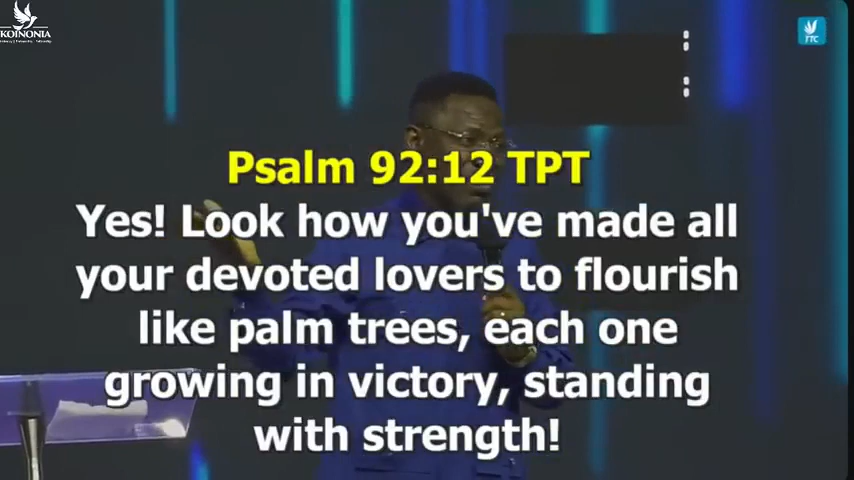 KOINONIA
TTC
Psalm 92:12 TPT
Yes! Look how you've made all
your devoted lovers to flourish
like palm trees, each one
growing in victory, standing
with strength!